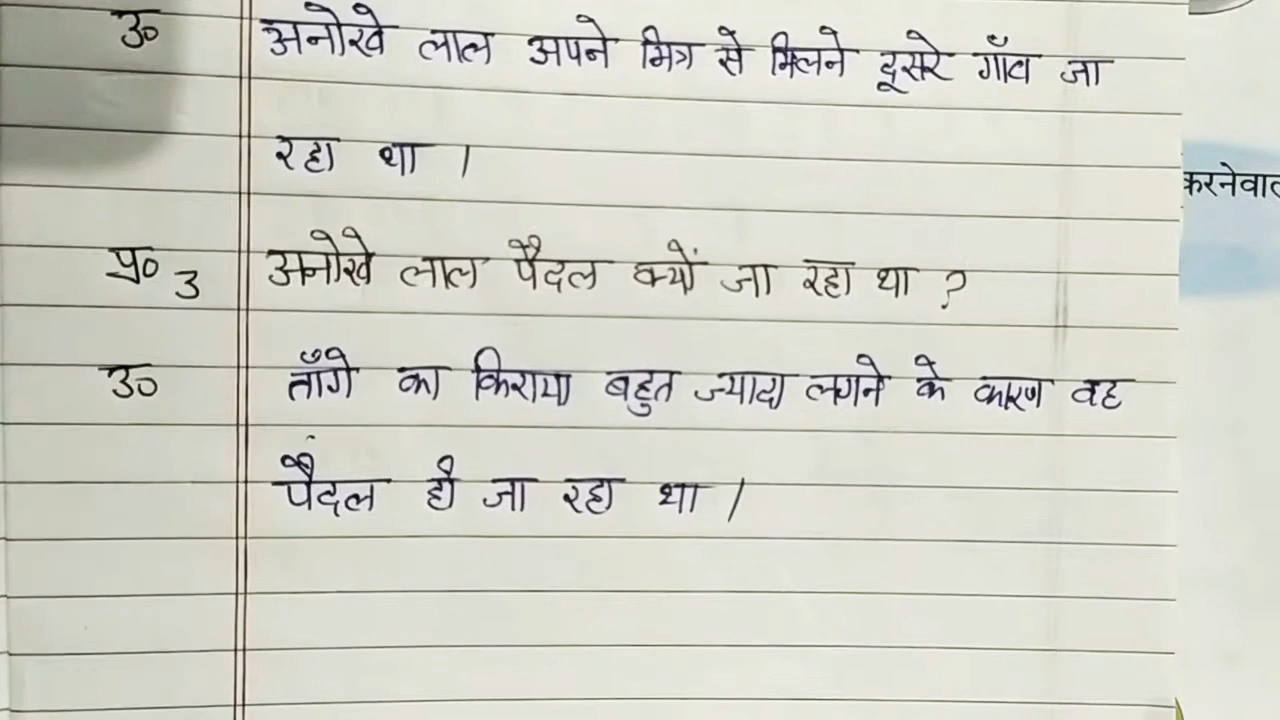 उ० अनोखे लाल अपने मित्र से मिलने दूसरे गाँव जा
रहा था ।
करनेवाल
प्र० 3 अनोखे लाल पैदल क्यों जा रहा था ?
उ० ताँगे का किराया बहुत ज्यादा लगने के कारण वह
पैदल ही जा रहा था ।